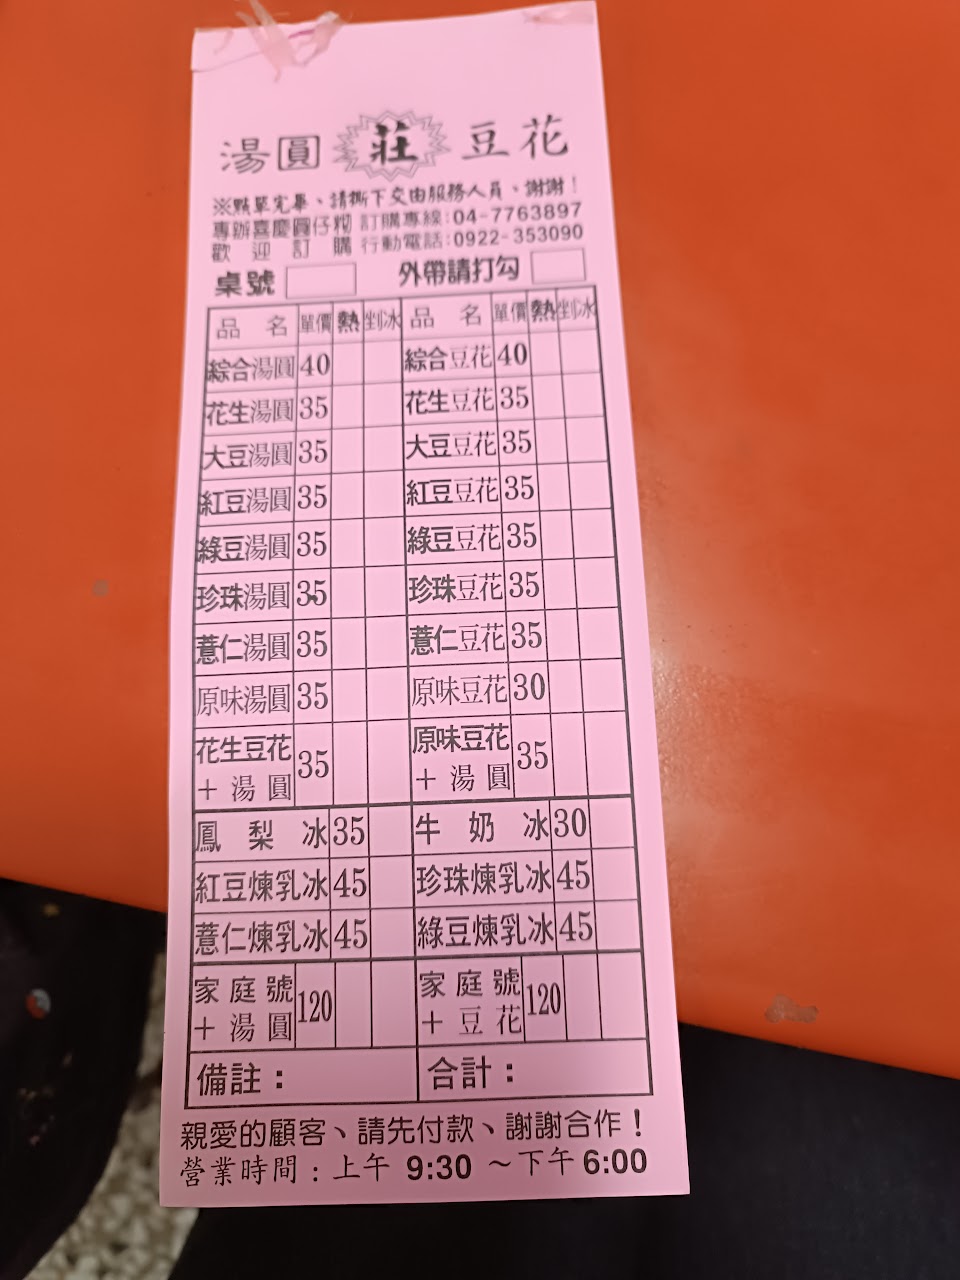 湯圓 莊 豆花
※點單完畢、請撕下交由服務人員、謝謝！
專辦喜慶圓仔粉 訂購專線：04-7763897
歡迎訂購 行動電話：0922-353090
桌號 外帶請打勾
品名 單價 熱 剉冰 品名 單價 熱 剉冰
綜合湯圓 40 綜合豆花 40
花生湯圓 35 花生豆花 35
大豆湯圓 35 大豆豆花 35
紅豆湯圓 35 紅豆豆花 35
綠豆湯圓 35 綠豆豆花 35
珍珠湯圓 35 珍珠豆花 35
薏仁湯圓 35 薏仁豆花 35
原味湯圓 35 原味豆花 30
花生豆花＋湯圓 35 原味豆花＋湯圓 35
鳳梨冰 35 牛奶冰 30
紅豆煉乳冰 45 珍珠煉乳冰 45
薏仁煉乳冰 45 綠豆煉乳冰 45
家庭號＋湯圓 120 家庭號＋豆花 120
備註： 合計：
親愛的顧客、請先付款、謝謝合作！
營業時間：上午 9:30 ～下午 6:00